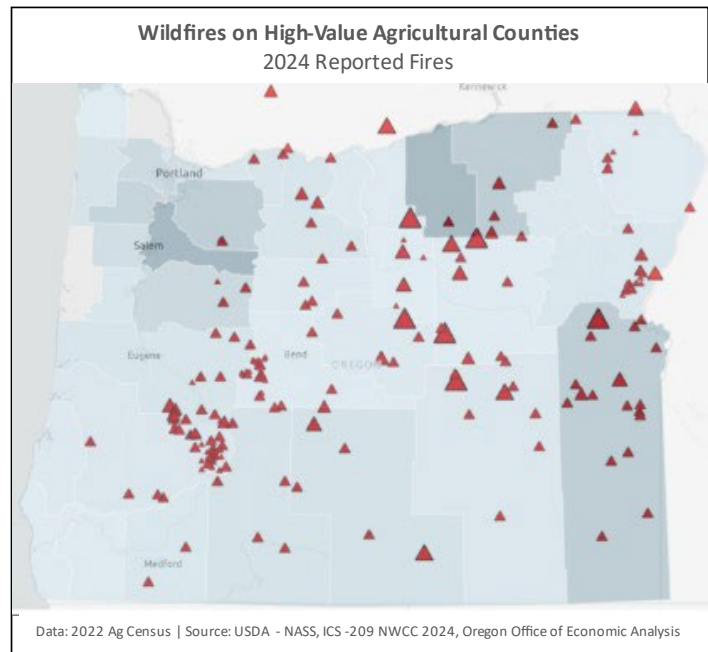 Wildfires on High-Value Agricultural Counties
2024 Reported Fires
Kennewick
Portland
Salem
Eugene
Bend
OREGON
Medford
Data: 2022 Ag Census | Source: USDA - NASS, ICS -209 NWCC 2024, Oregon Office of Economic Analysis